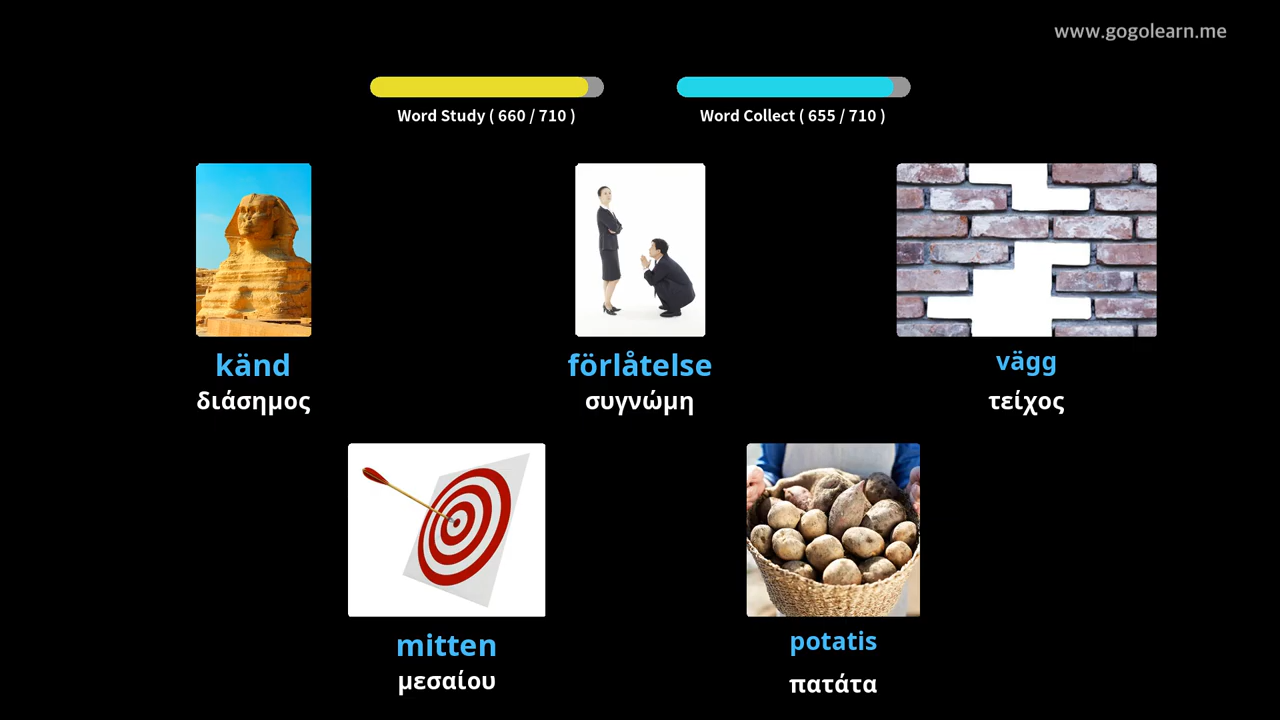 www.gogolearn.me
Word Study ( 660 / 710 )
Word Collect ( 655 / 710 )
känd
διάσημος
förlåtelse
συγνώμη
vägg
τείχος
mitten
μεσαίου
potatis
πατάτα